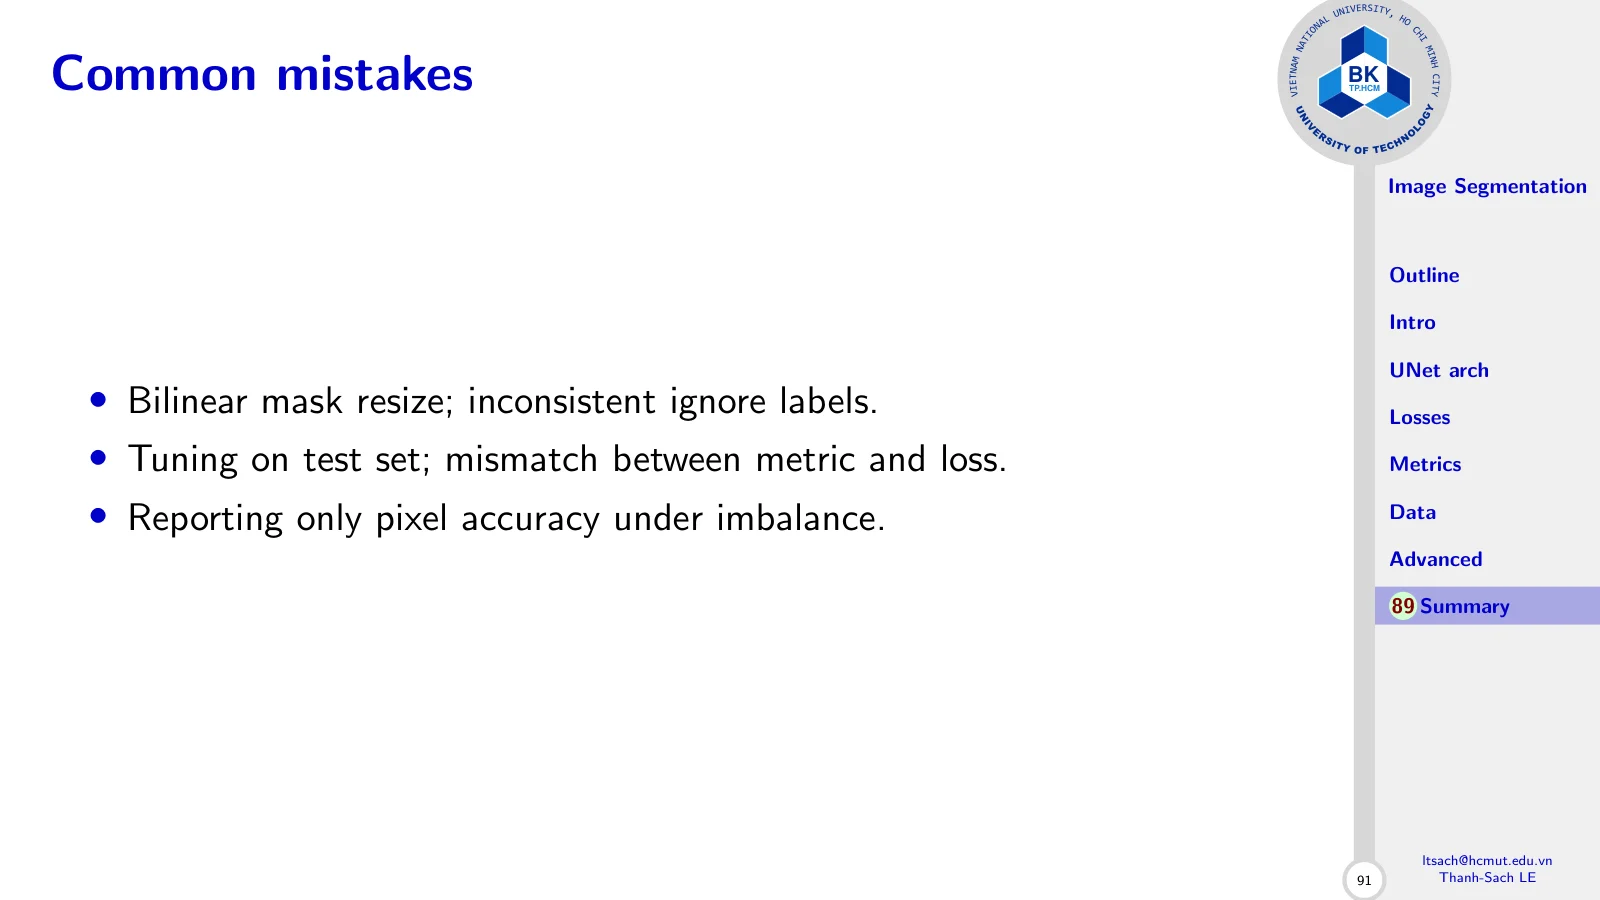 Common mistakes
• Bilinear mask resize; inconsistent ignore labels.
• Tuning on test set; mismatch between metric and loss.
• Reporting only pixel accuracy under imbalance.
VIETNAM NATIONAL UNIVERSITY, HO CHI MINH CITY
BK
TP.HCM
UNIVERSITY OF TECHNOLOGY
Image Segmentation
Outline
Intro
UNet arch
Losses
Metrics
Data
Advanced
89 Summary
ltsach@hcmut.edu.vn
Thanh-Sach LE
91